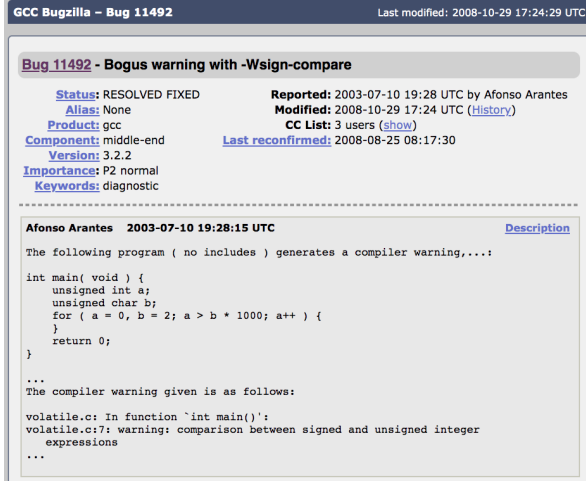 GCC Bugzilla – Bug 11492 Last modified: 2008-10-29 17:24:29 UTC
Bug 11492 - Bogus warning with -Wsign-compare
Status: RESOLVED FIXED Reported: 2003-07-10 19:28 UTC by Afonso Arantes
Alias: None Modified: 2008-10-29 17:24 UTC (History)
Product: gcc CC List: 3 users (show)
Component: middle-end Last reconfirmed: 2008-08-25 08:17:30
Version: 3.2.2
Importance: P2 normal
Keywords: diagnostic
Afonso Arantes 2003-07-10 19:28:15 UTC Description
The following program ( no includes ) generates a compiler warning,...:
int main( void ) {
    unsigned int a;
    unsigned char b;
    for ( a = 0, b = 2; a > b * 1000; a++ ) {
    }
    return 0;
}
...
The compiler warning given is as follows:
volatile.c: In function `int main()':
volatile.c:7: warning: comparison between signed and unsigned integer
   expressions
...